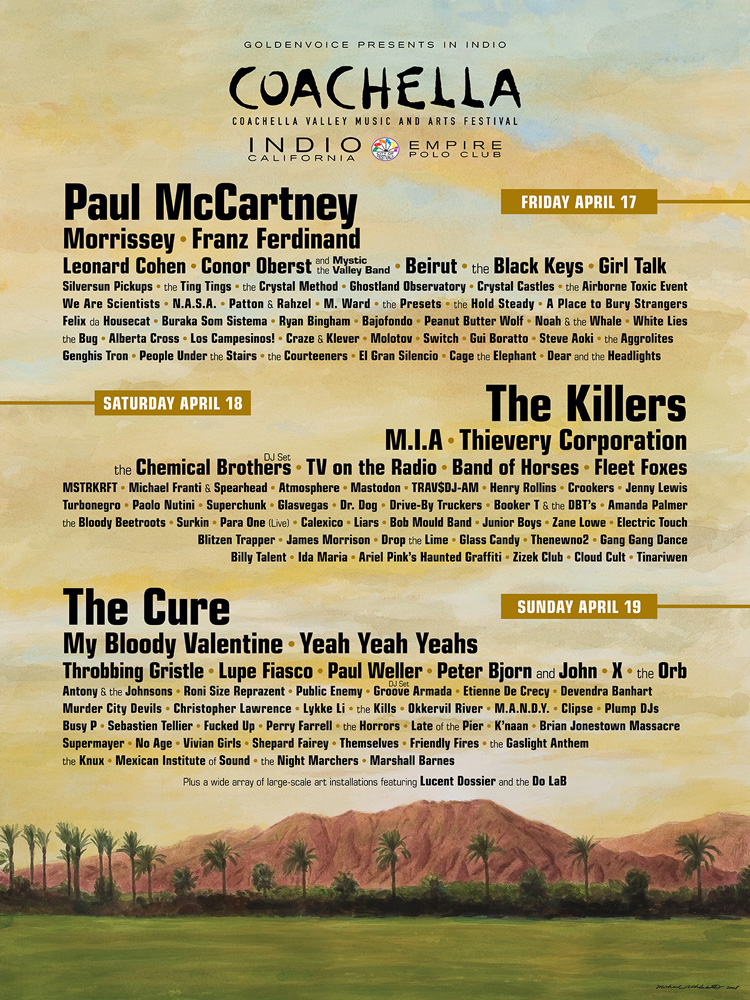 GOLDENVOICE PRESENTS IN INDIO
COACHELLA
COACHELLA VALLEY MUSIC AND ARTS FESTIVAL
INDIO CALIFORNIA EMPIRE POLO CLUB
FRIDAY APRIL 17
Paul McCartney
Morrissey • Franz Ferdinand
Leonard Cohen • Conor Oberst and Mystic the Valley Band • Beirut • the Black Keys • Girl Talk
Silversun Pickups • the Ting Tings • the Crystal Method • Ghostland Observatory • Crystal Castles • the Airborne Toxic Event
We Are Scientists • N.A.S.A. • Patton & Rahzel • M. Ward • the Presets • the Hold Steady • A Place to Bury Strangers
Felix da Housecat • Buraka Som Sistema • Ryan Bingham • Bajofondo • Peanut Butter Wolf • Noah & the Whale • White Lies
the Bug • Alberta Cross • Los Campesinos! • Craze & Klever • Molotov • Switch • Gui Boratto • Steve Aoki • the Aggrolites
Genghis Tron • People Under the Stairs • the Courteeners • El Gran Silencio • Cage the Elephant • Dear and the Headlights
SATURDAY APRIL 18
The Killers
M.I.A • Thievery Corporation
the Chemical Brothers DJ Set • TV on the Radio • Band of Horses • Fleet Foxes
MSTRKRFT • Michael Franti & Spearhead • Atmosphere • Mastodon • TRAV$DJ-AM • Henry Rollins • Crookers • Jenny Lewis
Turbonegro • Paolo Nutini • Superchunk • Glasvegas • Dr. Dog • Drive-By Truckers • Booker T & the DBT's • Amanda Palmer
the Bloody Beetroots • Surkin • Para One (Live) • Calexico • Liars • Bob Mould Band • Junior Boys • Zane Lowe • Electric Touch
Blitzen Trapper • James Morrison • Drop the Lime • Glass Candy • Thenewno2 • Gang Gang Dance
Billy Talent • Ida Maria • Ariel Pink's Haunted Graffiti • Zizek Club • Cloud Cult • Tinariwen
SUNDAY APRIL 19
The Cure
My Bloody Valentine • Yeah Yeah Yeahs
Throbbing Gristle • Lupe Fiasco • Paul Weller • Peter Bjorn and John • X • the Orb
Antony & the Johnsons • Roni Size Reprazent • Public Enemy • Groove Armada DJ Set • Etienne De Crecy • Devendra Banhart
Murder City Devils • Christopher Lawrence • Lykke Li • the Kills • Okkervil River • M.A.N.D.Y. • Clipse • Plump DJs
Busy P • Sebastien Tellier • Fucked Up • Perry Farrell • the Horrors • Late of the Pier • K'naan • Brian Jonestown Massacre
Supermayer • No Age • Vivian Girls • Shepard Fairey • Themselves • Friendly Fires • the Gaslight Anthem
the Knux • Mexican Institute of Sound • the Night Marchers • Marshall Barnes
Plus a wide array of large-scale art installations featuring Lucent Dossier and the Do LaB